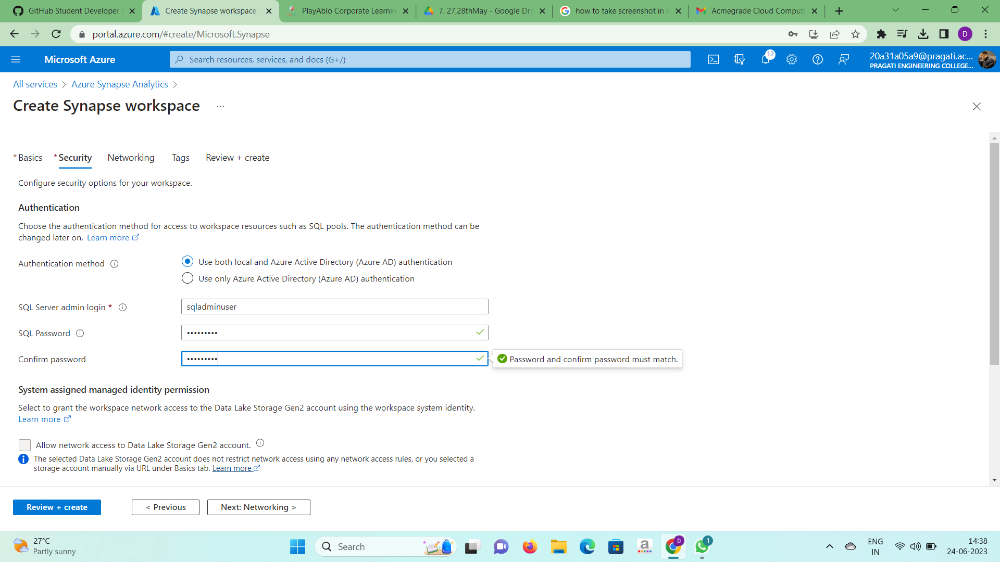 GitHub Student Developer
Create Synapse workspace
PlayAblo Corporate Learnin
7. 27,28thMay - Google Dri
how to take screenshot in l
Acmegrade Cloud Computi
portal.azure.com/#create/Microsoft.Synapse
D
Microsoft Azure
Search resources, services, and docs (G+/)
12
20a31a05a9@pragati.ac...
PRAGATI ENGINEERING COLLEGE...
All services > Azure Synapse Analytics >
Create Synapse workspace ...
* Basics
* Security
Networking
Tags
Review + create
Configure security options for your workspace.
Authentication
Choose the authentication method for access to workspace resources such as SQL pools. The authentication method can be
changed later on. Learn more
Authentication method
Use both local and Azure Active Directory (Azure AD) authentication
Use only Azure Active Directory (Azure AD) authentication
SQL Server admin login *
sqladminuser
SQL Password
•••••••••
Confirm password
•••••••••
Password and confirm password must match.
System assigned managed identity permission
Select to grant the workspace network access to the Data Lake Storage Gen2 account using the workspace system identity.
Learn more
Allow network access to Data Lake Storage Gen2 account.
The selected Data Lake Storage Gen2 account does not restrict network access using any network access rules, or you selected a
storage account manually via URL under Basics tab. Learn more
Review + create
< Previous
Next: Networking >
27°C
Partly sunny
Search
a
D
1
ENG
IN
14:38
24-06-2023